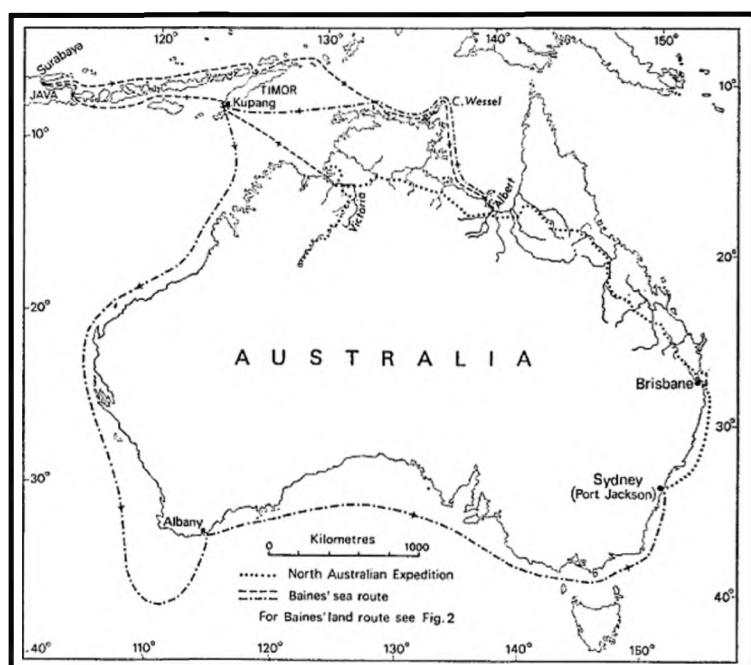 120° 130° 140° 150°
Surabaya
JAVA
TIMOR
Kupang
C. Wessel
10°
10°
Albert
Victoria
20°
20°
AUSTRALIA
Brisbane
30°
30°
Sydney
(Port Jackson)
Albany
Kilometres
0 1000
North Australian Expedition
Baines' sea route
For Baines' land route see Fig. 2
40°
40° 110° 120° 130° 140° 150°